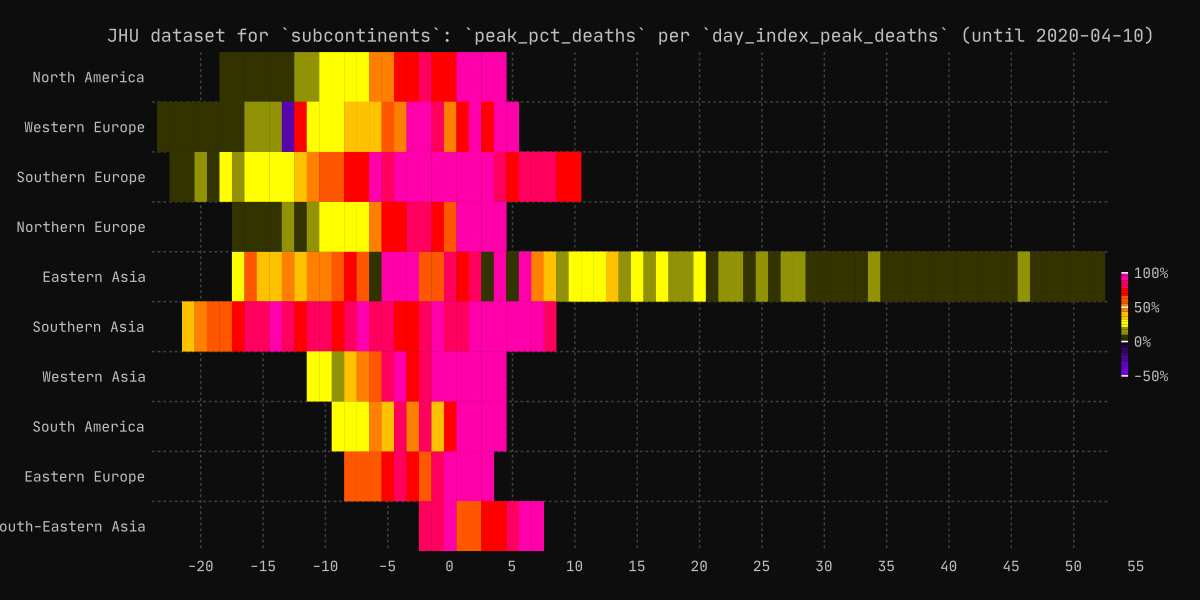 JHU dataset for `subcontinents`: `peak_pct_deaths` per `day_index_peak_deaths` (until 2020-04-10)
North America
Western Europe
Southern Europe
Northern Europe
Eastern Asia
Southern Asia
Western Asia
South America
Eastern Europe
outh-Eastern Asia
100%
50%
0%
-50%
-20 -15 -10 -5 0 5 10 15 20 25 30 35 40 45 50 55